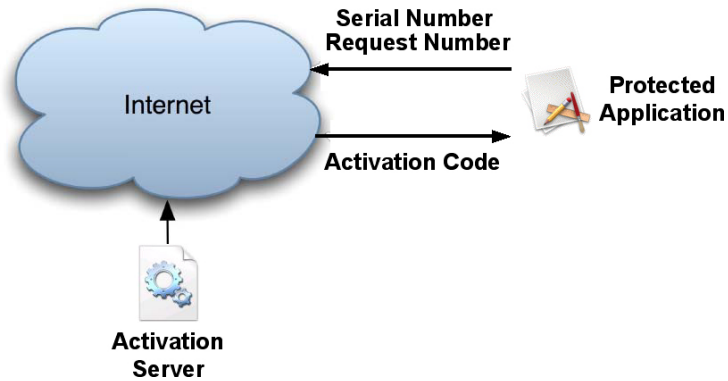 Serial Number
Request Number
Internet
Protected
Application
Activation Code
Activation
Server